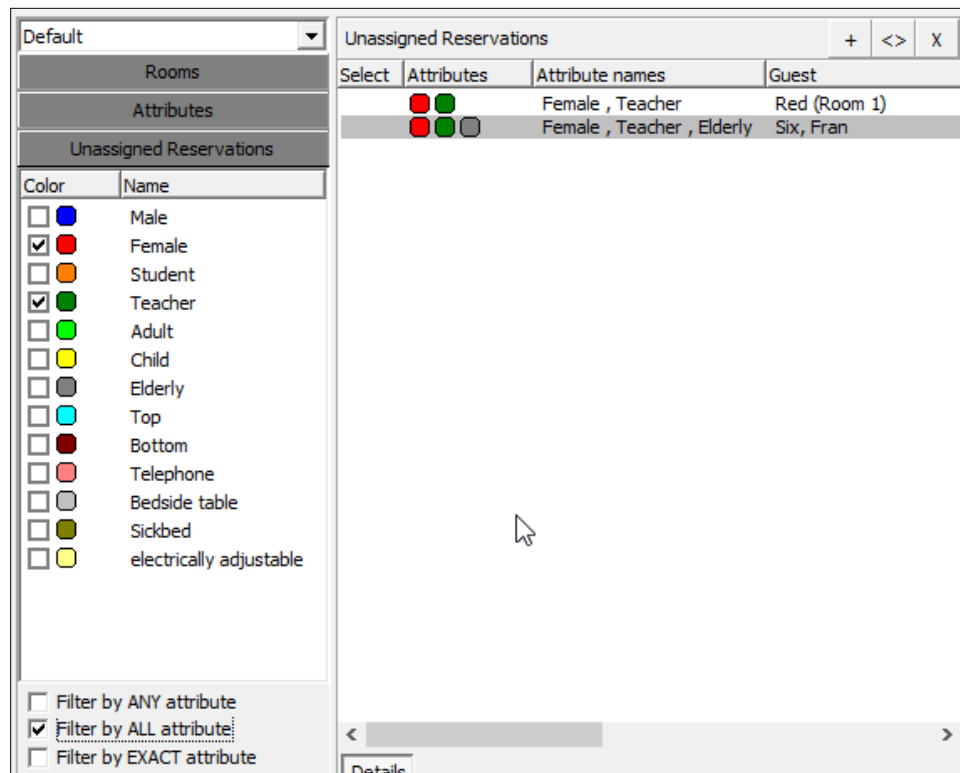 Default
Rooms
Attributes
Unassigned Reservations
Color Name
Male
Female
Student
Teacher
Adult
Child
Elderly
Top
Bottom
Telephone
Bedside table
Sickbed
electrically adjustable
Filter by ANY attribute
Filter by ALL attribute
Filter by EXACT attribute
Unassigned Reservations + <> X
Select Attributes Attribute names Guest
Female , Teacher Red (Room 1)
Female , Teacher , Elderly Six, Fran
Details